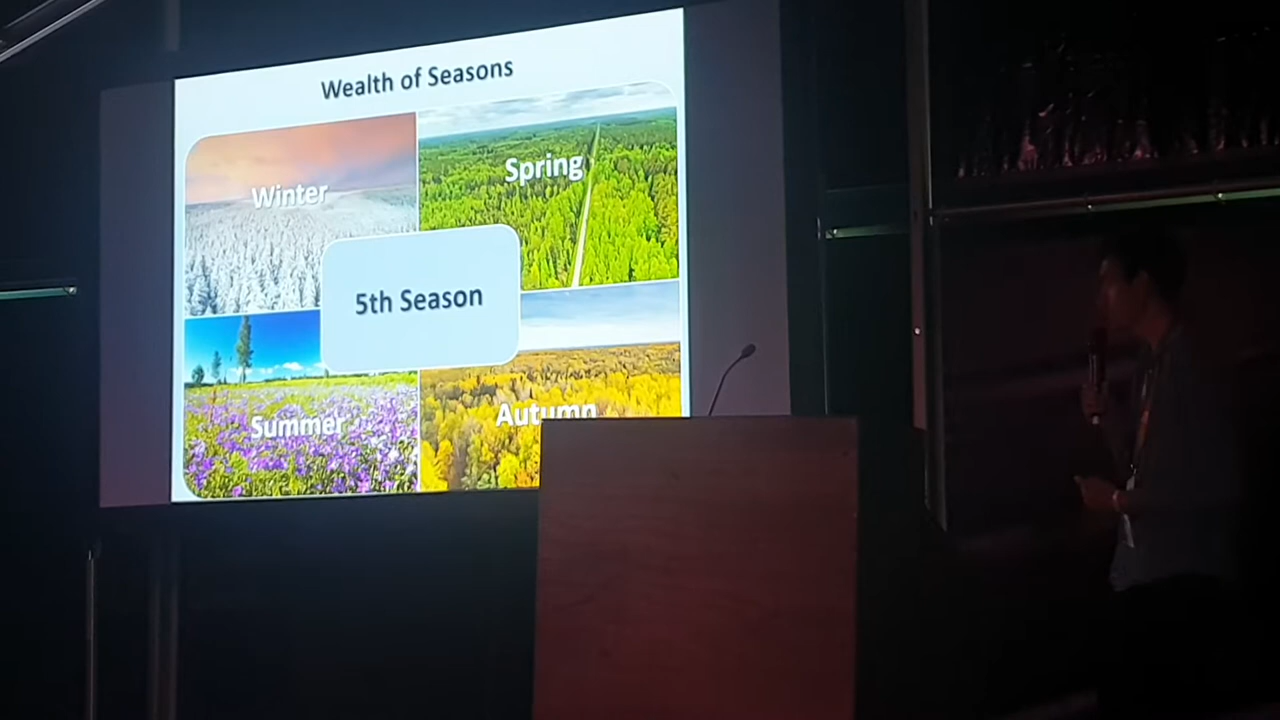 Wealth of Seasons
Winter
Spring
5th Season
Summer
Autumn